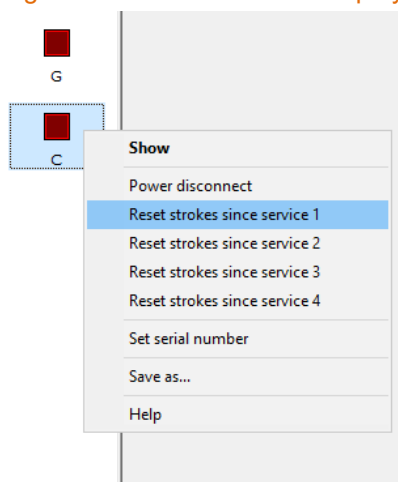 G
C
Show
Power disconnect
Reset strokes since service 1
Reset strokes since service 2
Reset strokes since service 3
Reset strokes since service 4
Set serial number
Save as...
Help